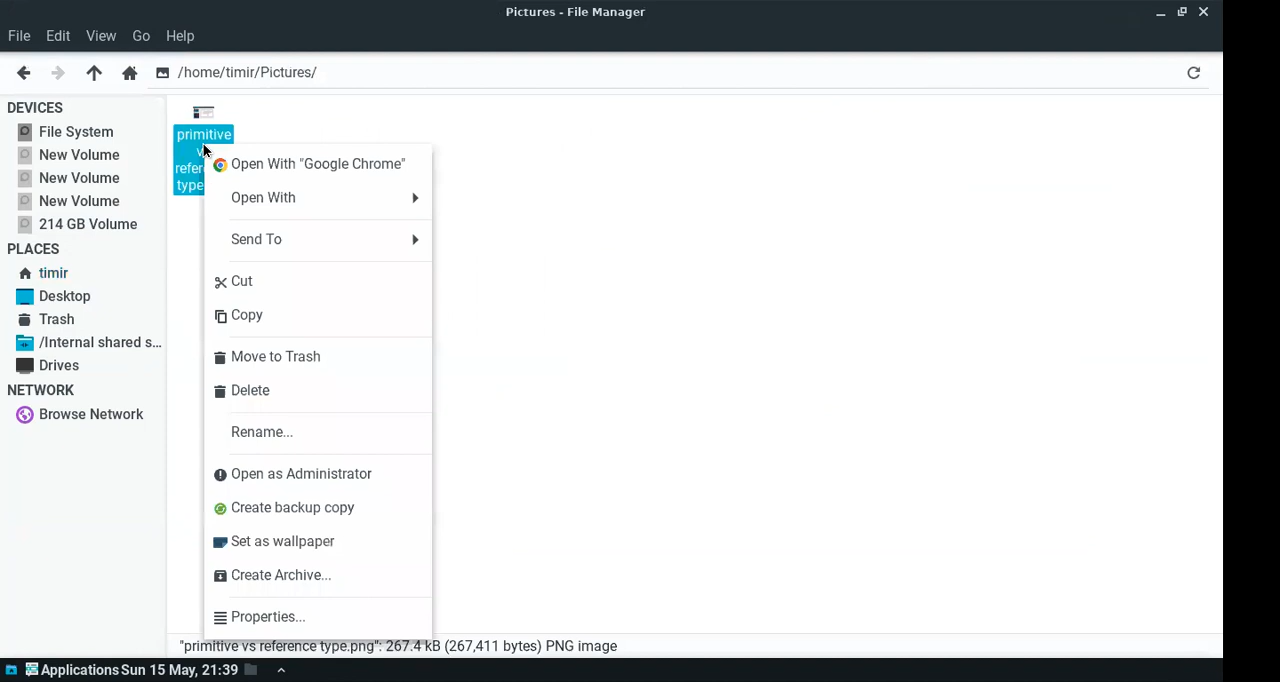 Pictures - File Manager
File Edit View Go Help
/home/timir/Pictures/
DEVICES
File System
New Volume
New Volume
New Volume
214 GB Volume
PLACES
timir
Desktop
Trash
/Internal shared s...
Drives
NETWORK
Browse Network
primitive
v
refer
type
Open With "Google Chrome"
Open With
Send To
Cut
Copy
Move to Trash
Delete
Rename...
Open as Administrator
Create backup copy
Set as wallpaper
Create Archive...
Properties...
"primitive vs reference type.png": 267.4 kB (267,411 bytes) PNG image
Applications Sun 15 May, 21:39